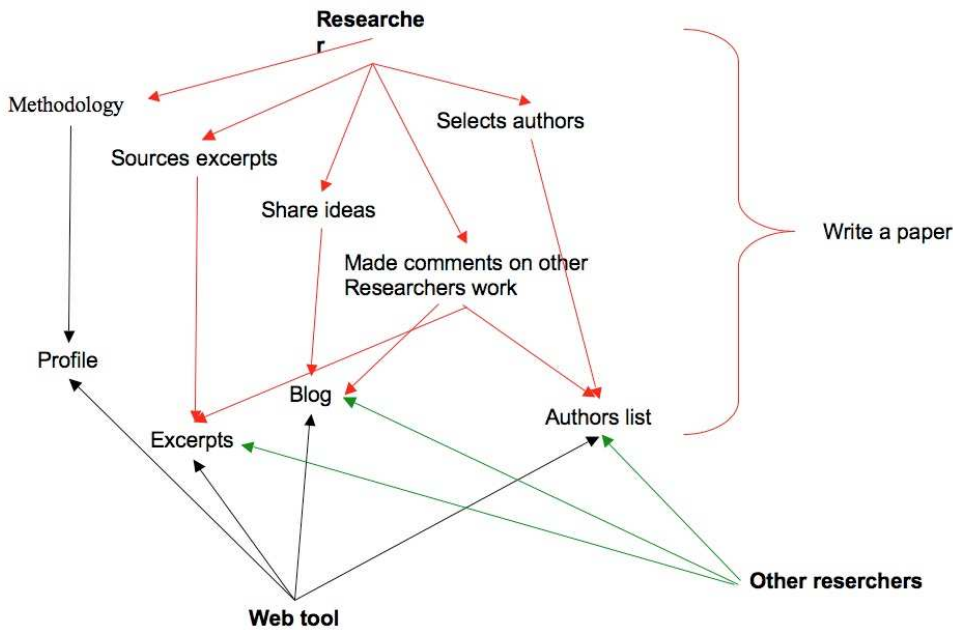 Researche
r
Methodology
Selects authors
Sources excerpts
Share ideas
Write a paper
Made comments on other
Researchers work
Profile
Blog
Authors list
Excerpts
Other reserchers
Web tool